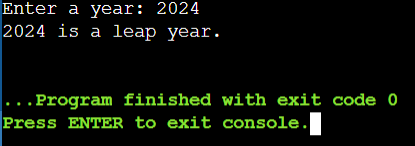 Enter a year: 2024
2024 is a leap year.
...Program finished with exit code 0
Press ENTER to exit console.